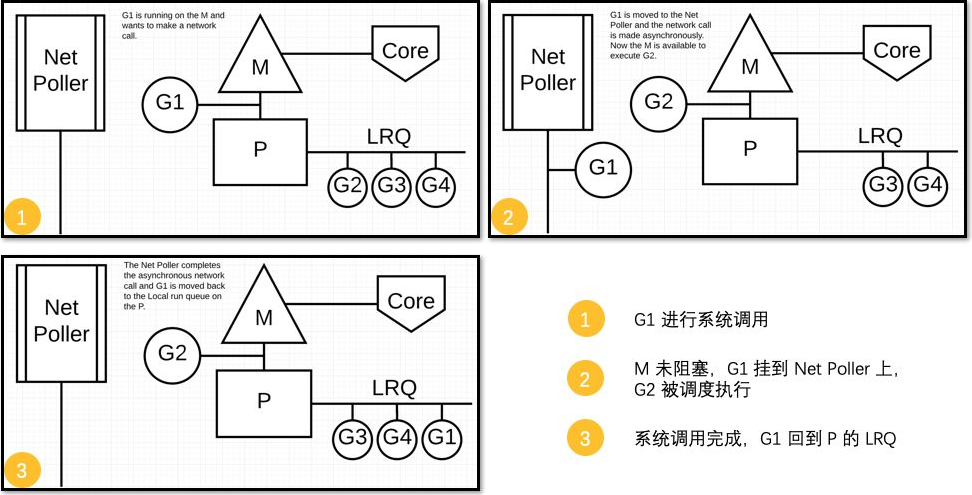 G1 is running on the M and
wants to make a network
call.
Net
Poller
M
Core
G1
P
LRQ
G2 G3 G4
1
G1 is moved to the Net
Poller and the network call
is made asynchronously.
Now the M is available to
execute G2.
Net
Poller
M
Core
G2
P
LRQ
G1
G3 G4
2
The Net Poller completes
the asynchronous network
call and G1 is moved back
to the Local run queue on
the P.
Net
Poller
M
Core
G2
P
LRQ
G3 G4 G1
3
1 G1 进行系统调用
2 M 未阻塞，G1 挂到 Net Poller 上，
G2 被调度执行
3 系统调用完成，G1 回到 P 的 LRQ